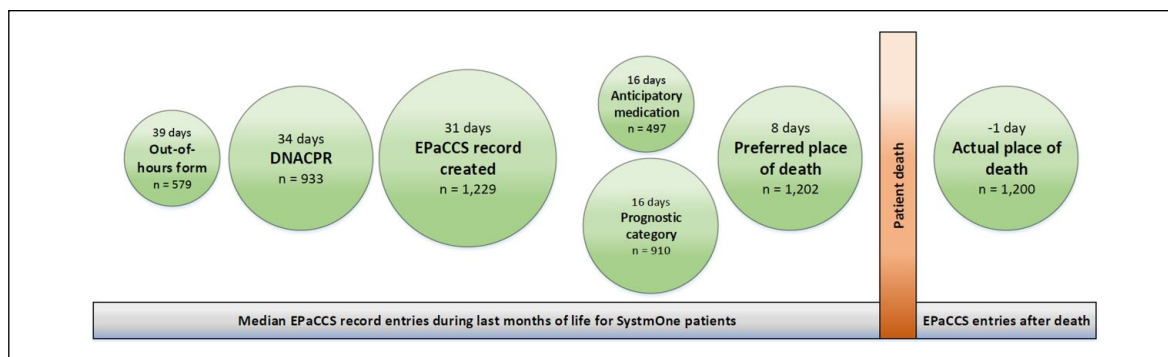 39 days
Out-of-
hours form
n = 579
34 days
DNACPR
n = 933
31 days
EPaCCS record
created
n = 1,229
16 days
Anticipatory
medication
n = 497
16 days
Prognostic
category
n = 910
8 days
Preferred place
of death
n = 1,202
Patient death
-1 day
Actual place of
death
n = 1,200
Median EPaCCS record entries during last months of life for SystmOne patients
EPaCCS entries after death